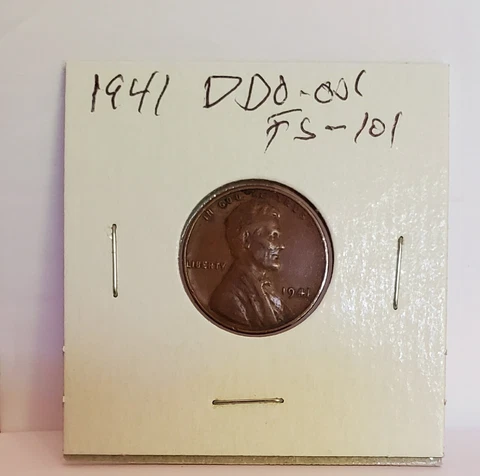 1941 DDO-001
FS-101
IN GOD WE TRUST
LIBERTY
1941